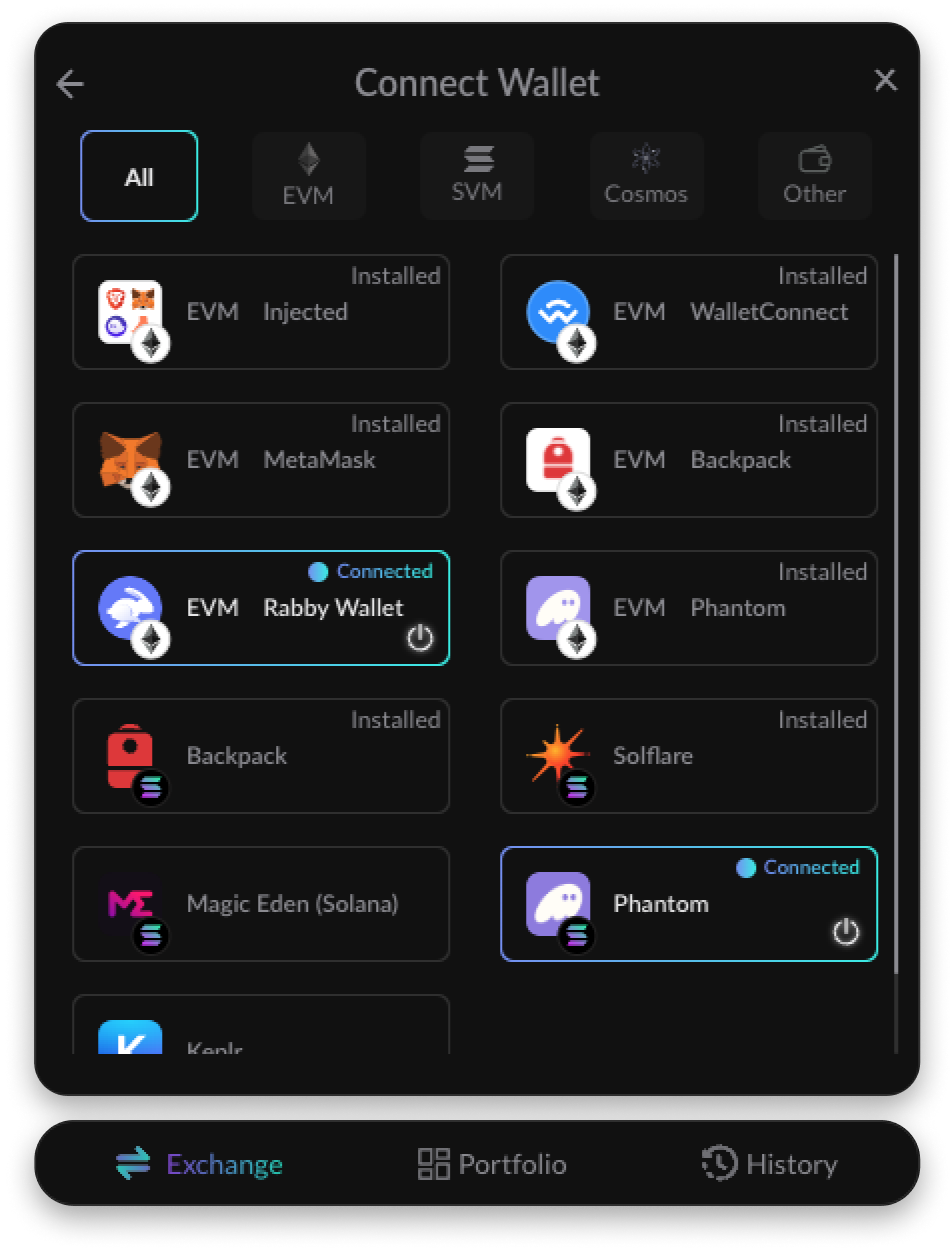 Connect Wallet
All
EVM
SVM
Cosmos
Other
Installed
EVM Injected
Installed
EVM WalletConnect
Installed
EVM MetaMask
Installed
EVM Backpack
Connected
EVM Rabby Wallet
Installed
EVM Phantom
Installed
Backpack
Installed
Solflare
Magic Eden (Solana)
Connected
Phantom
Keplr
Exchange
Portfolio
History